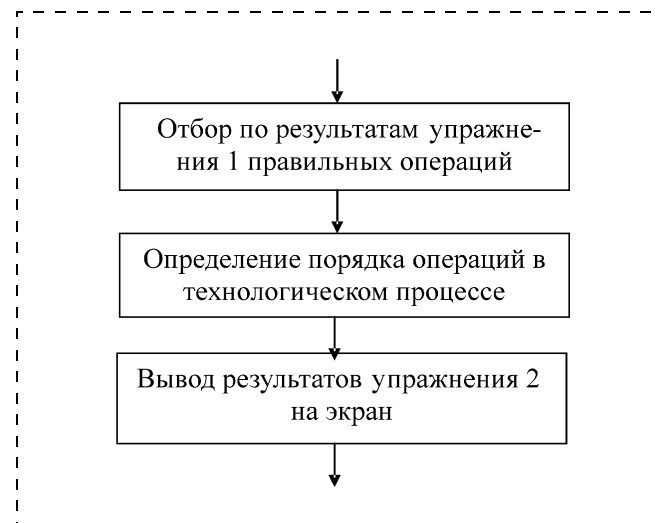 Отбор по результатам упражне-
ния 1 правильных операций
Определение порядка операций в
технологическом процессе
Вывод результатов упражнения 2
на экран